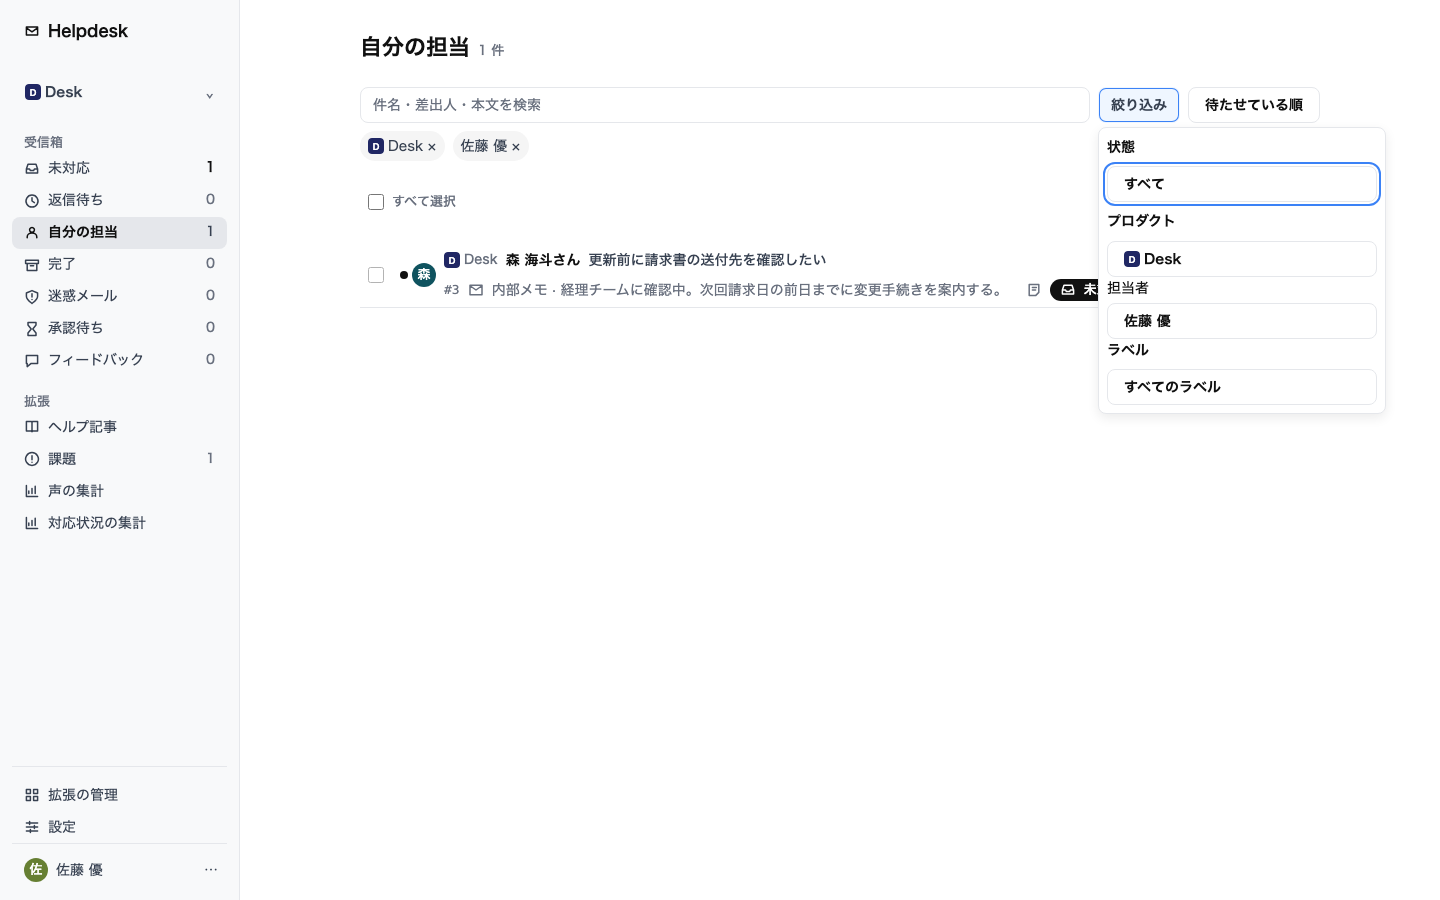 Helpdesk
D Desk
受信箱
未対応 1
返信待ち 0
自分の担当 1
完了 0
迷惑メール 0
承認待ち 0
フィードバック 0
拡張
ヘルプ記事
課題 1
声の集計
対応状況の集計
拡張の管理
設定
佐 佐藤 優 …
自分の担当 1 件
件名・差出人・本文を検索
絞り込み
待たせている順
D Desk ×
佐藤 優 ×
すべて選択
森 D Desk 森 海斗さん 更新前に請求書の送付先を確認したい
#3 内部メモ · 経理チームに確認中。次回請求日の前日までに変更手続きを案内する。
状態
すべて
プロダクト
D Desk
担当者
佐藤 優
ラベル
すべてのラベル